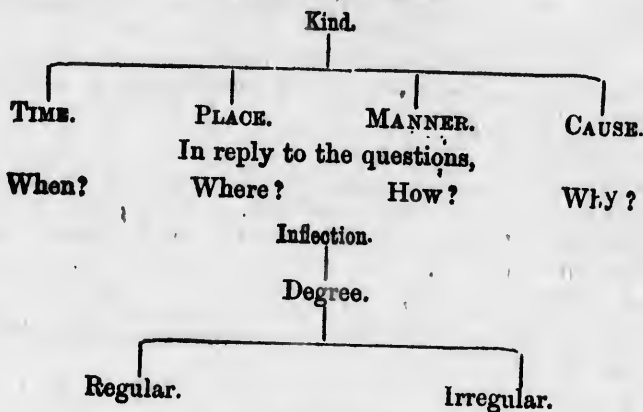 Kind.
TIME. PLACE. MANNER. CAUSE.
In reply to the questions,
When? Where? How? Why?
Inflection.
Degree.
Regular. Irregular.